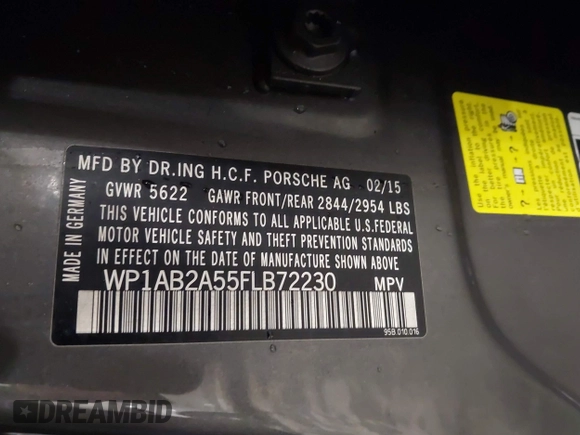 MFD BY DR.ING H.C.F. PORSCHE AG 02/15
GVWR 5622 GAWR FRONT/REAR 2844/2954 LBS
THIS VEHICLE CONFORMS TO ALL APPLICABLE U.S.FEDERAL
MOTOR VEHICLE SAFETY AND THEFT PREVENTION STANDARDS
IN EFFECT ON THE DATE OF MANUFACTURE SHOWN ABOVE.
WP1AB2A55FLB72230 MPV
MADE IN GERMANY
95B.010.016
DREAMBID